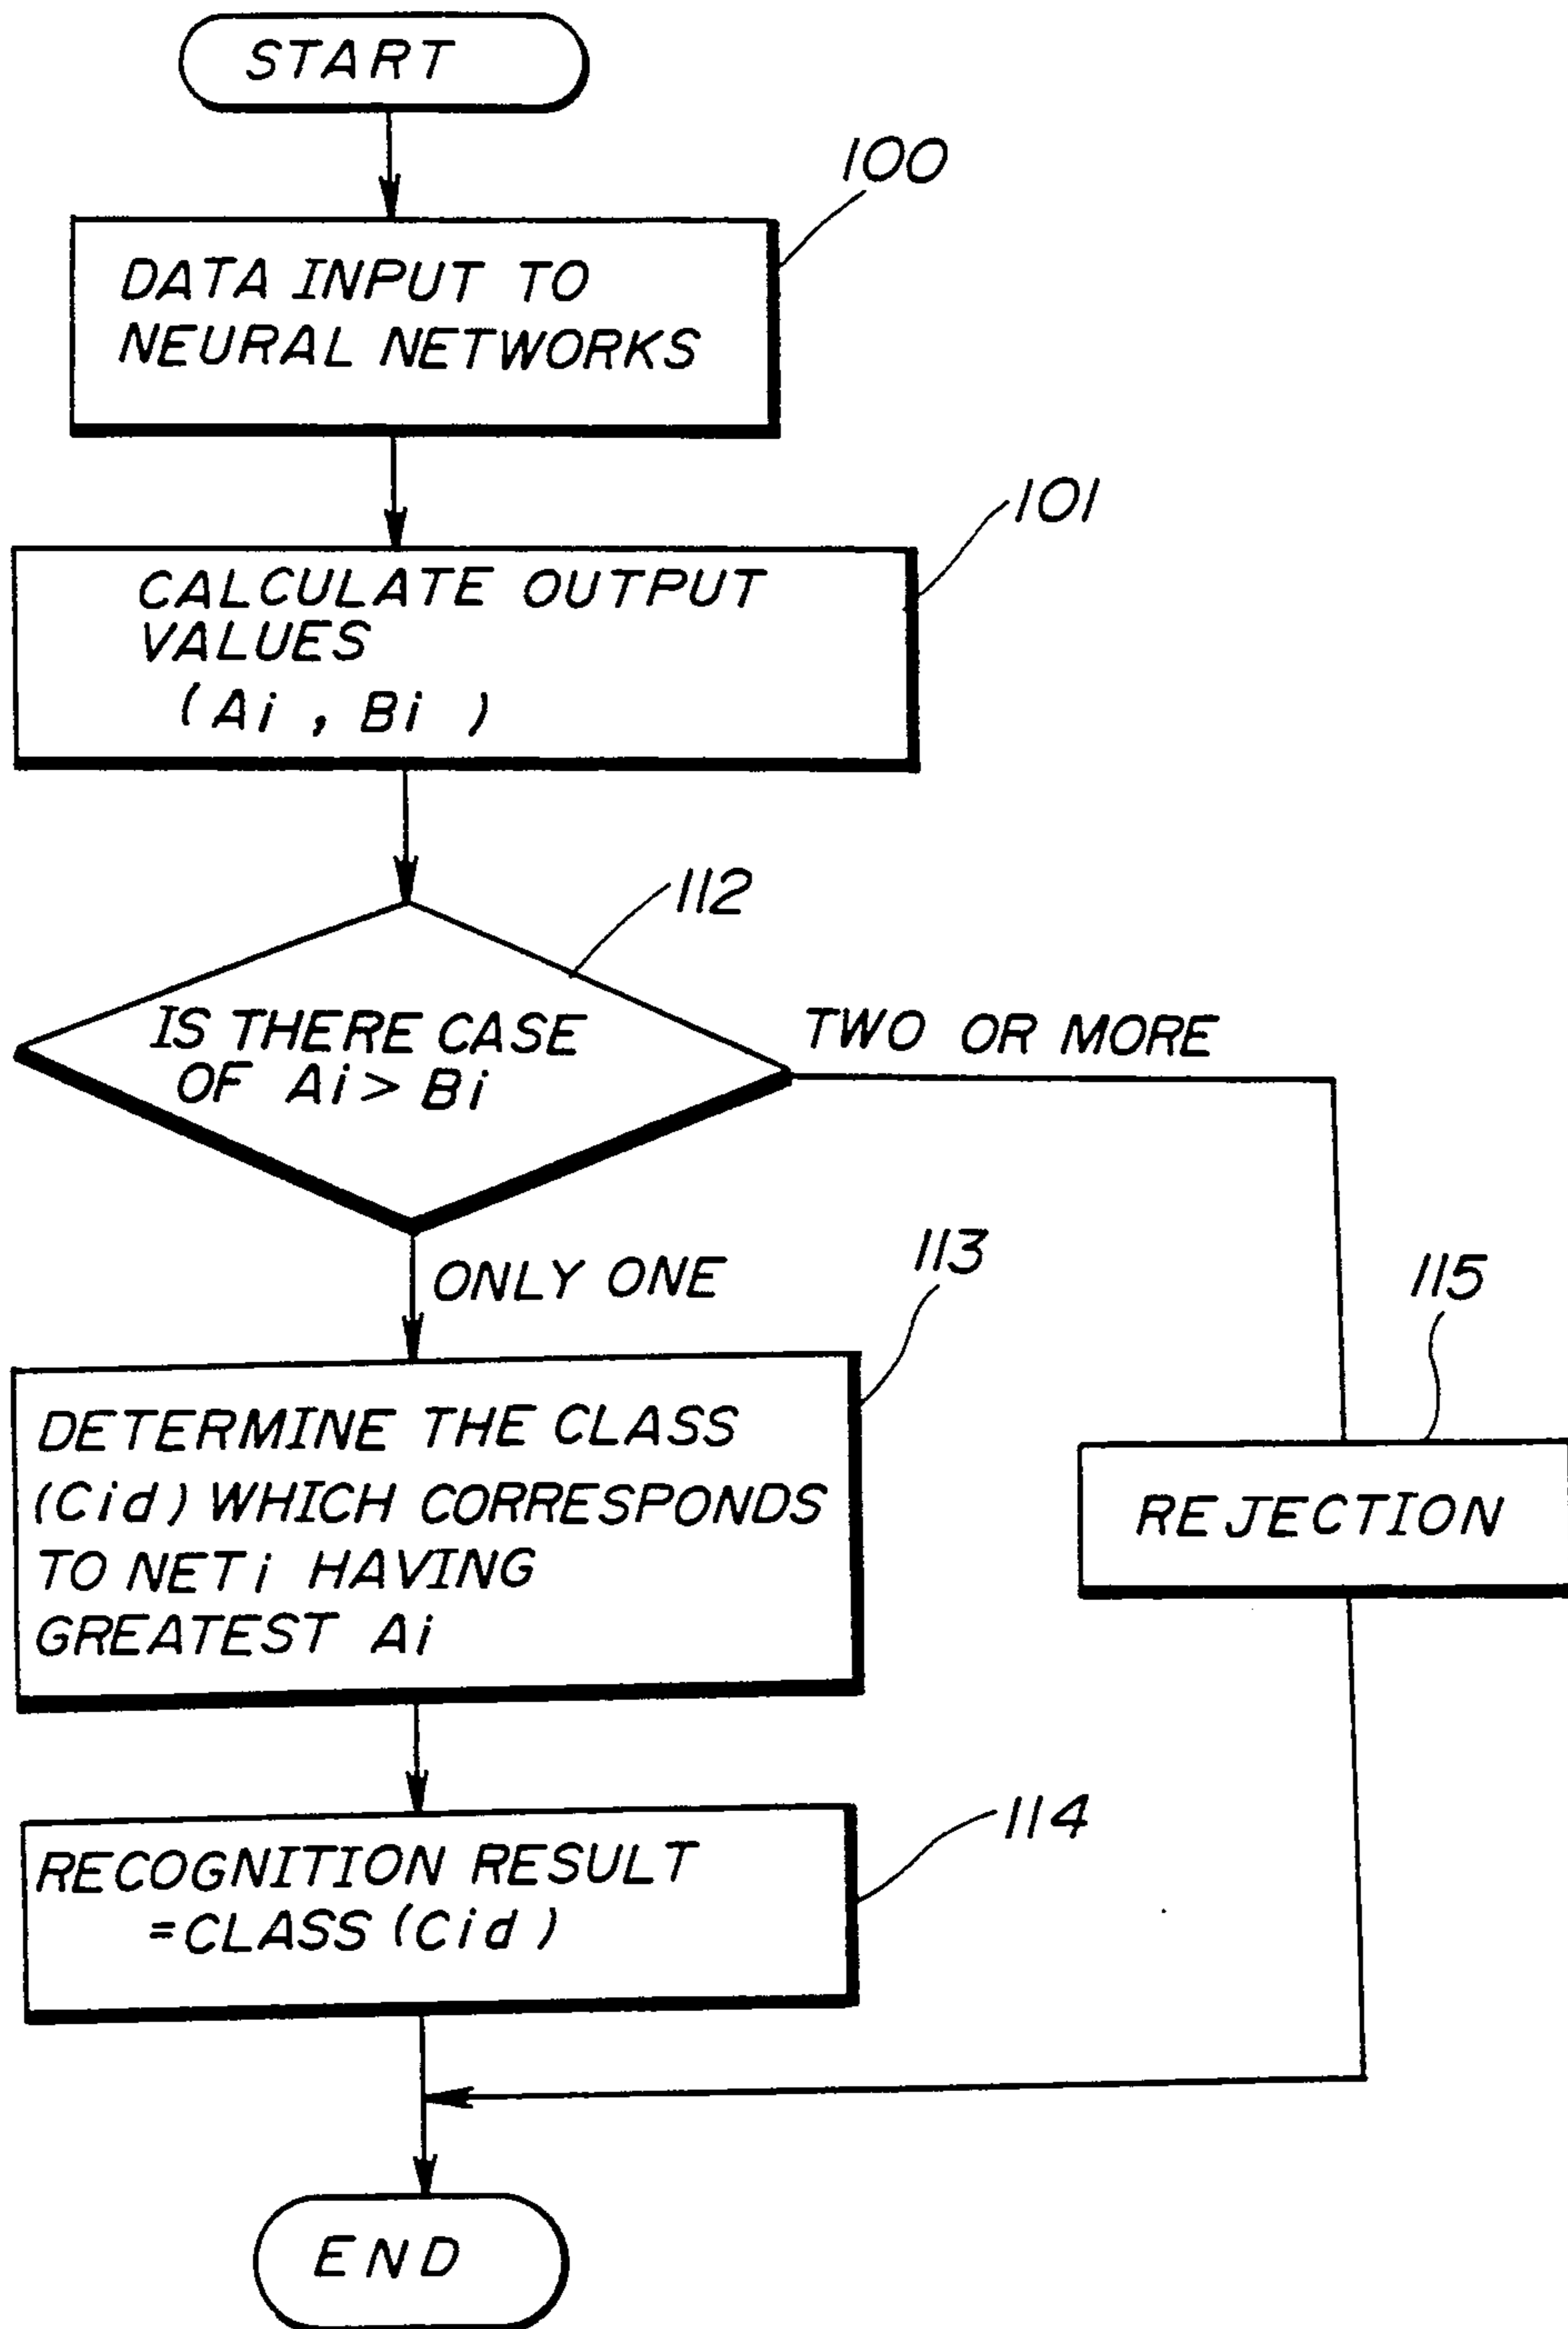 START
100
DATA INPUT TO
NEURAL NETWORKS
101
CALCULATE OUTPUT
VALUES
(Ai , Bi )
112
IS THERE CASE
OF Ai > Bi
TWO OR MORE
ONLY ONE
113
115
DETERMINE THE CLASS
(Cid) WHICH CORRESPONDS
TO NETi HAVING
GREATEST Ai
REJECTION
114
RECOGNITION RESULT
=CLASS (Cid)
END